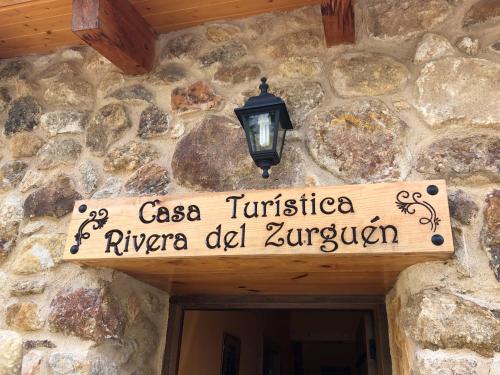 Casa Turística
Rivera del Zurguén